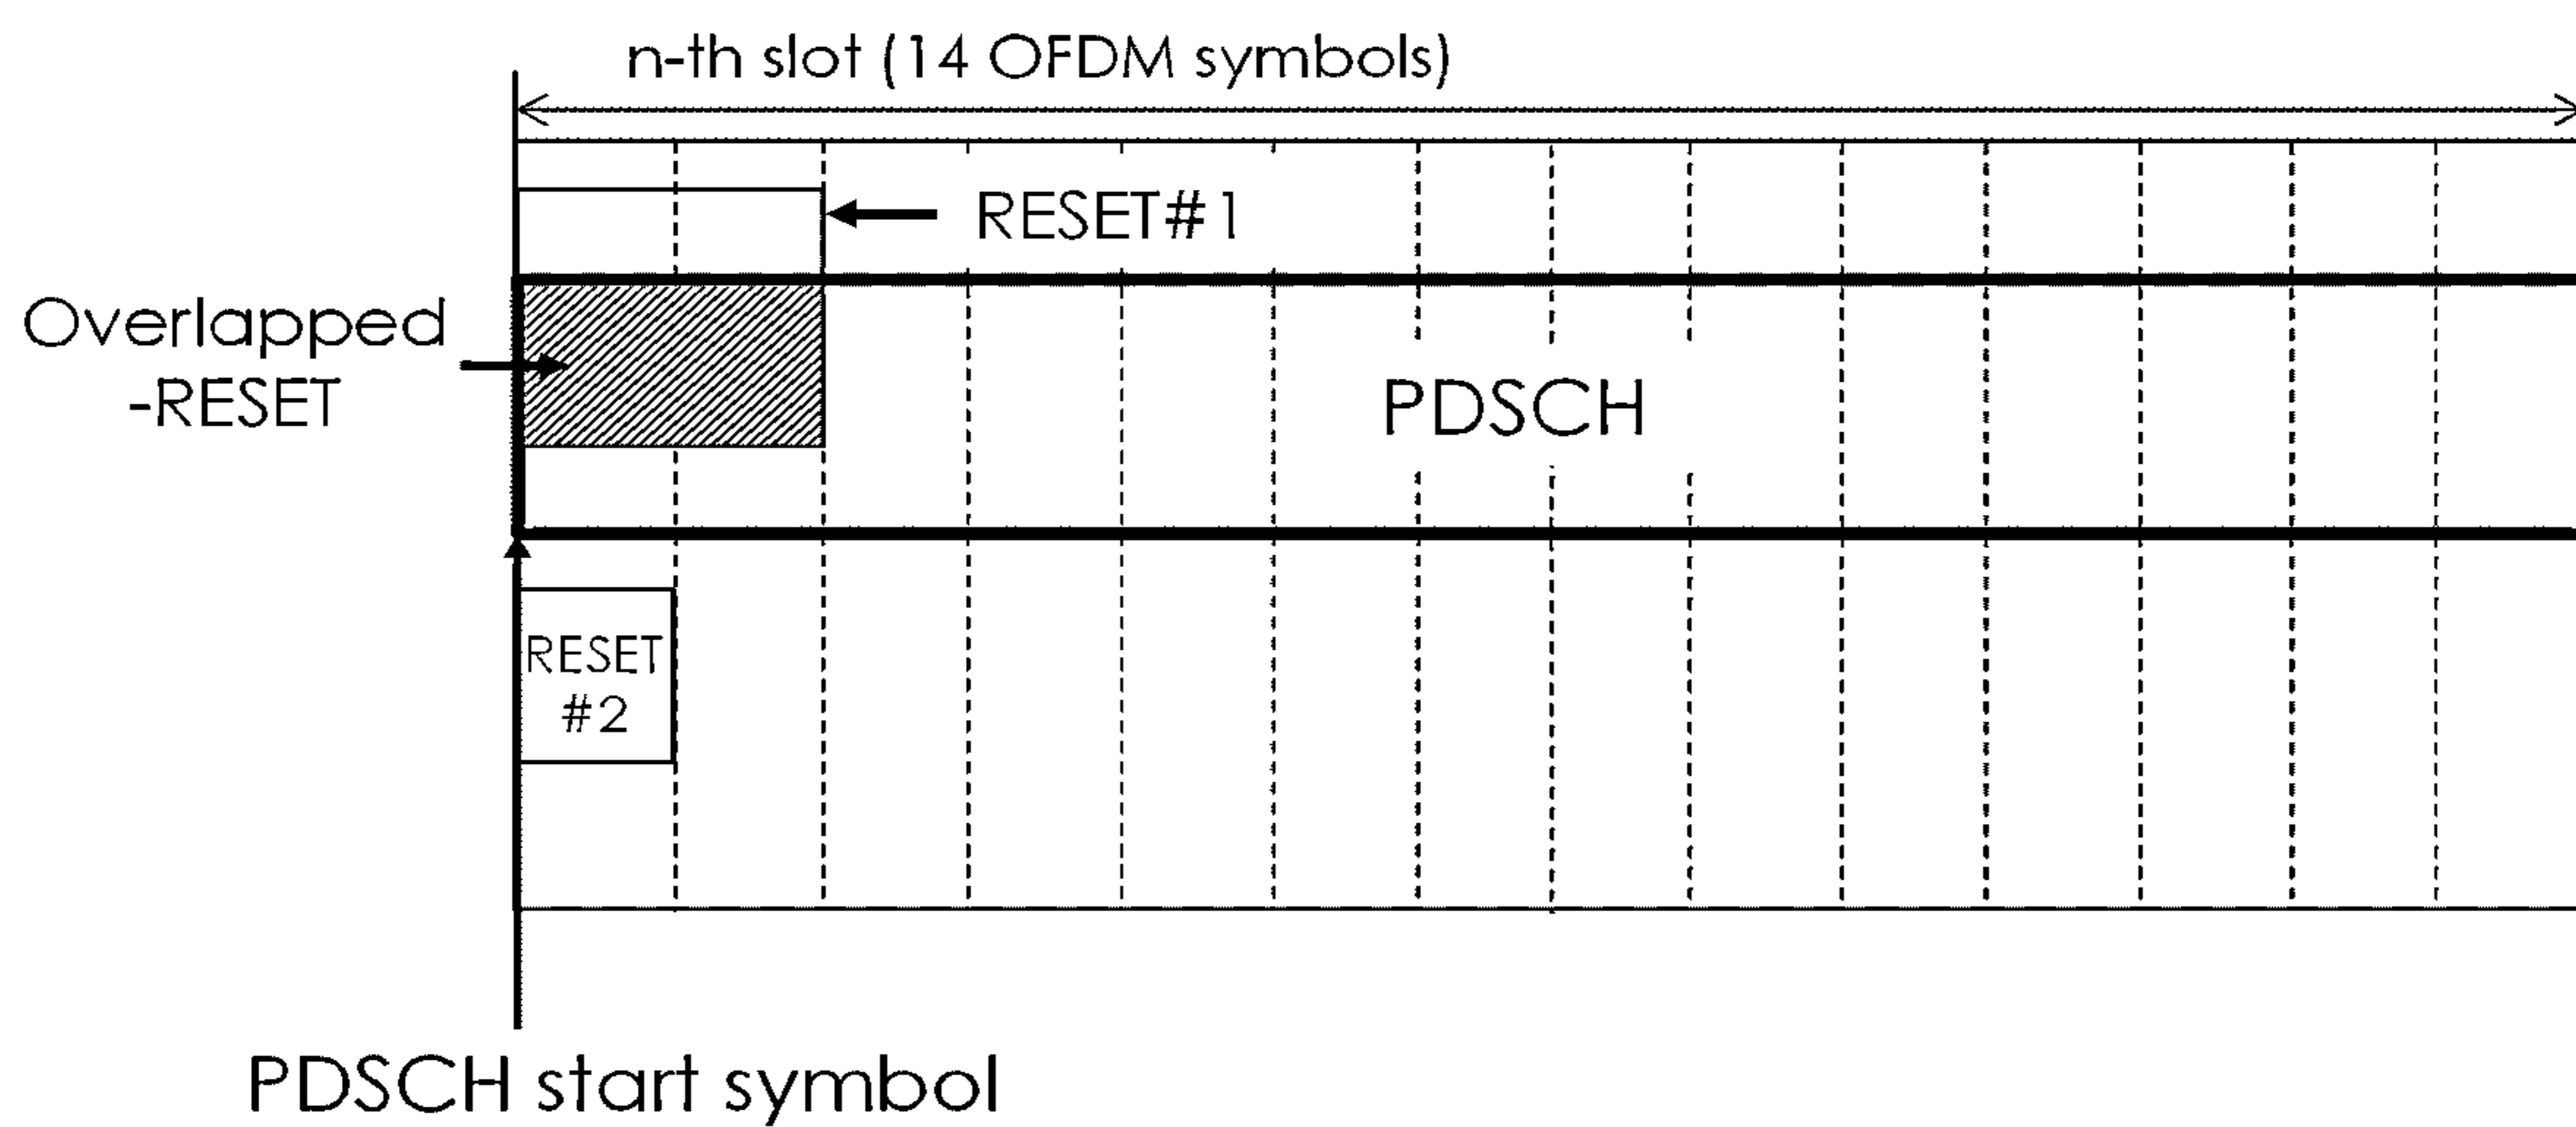 n-th slot (14 OFDM symbols)
RESET#1
Overlapped
-RESET
PDSCH
RESET
#2
PDSCH start symbol